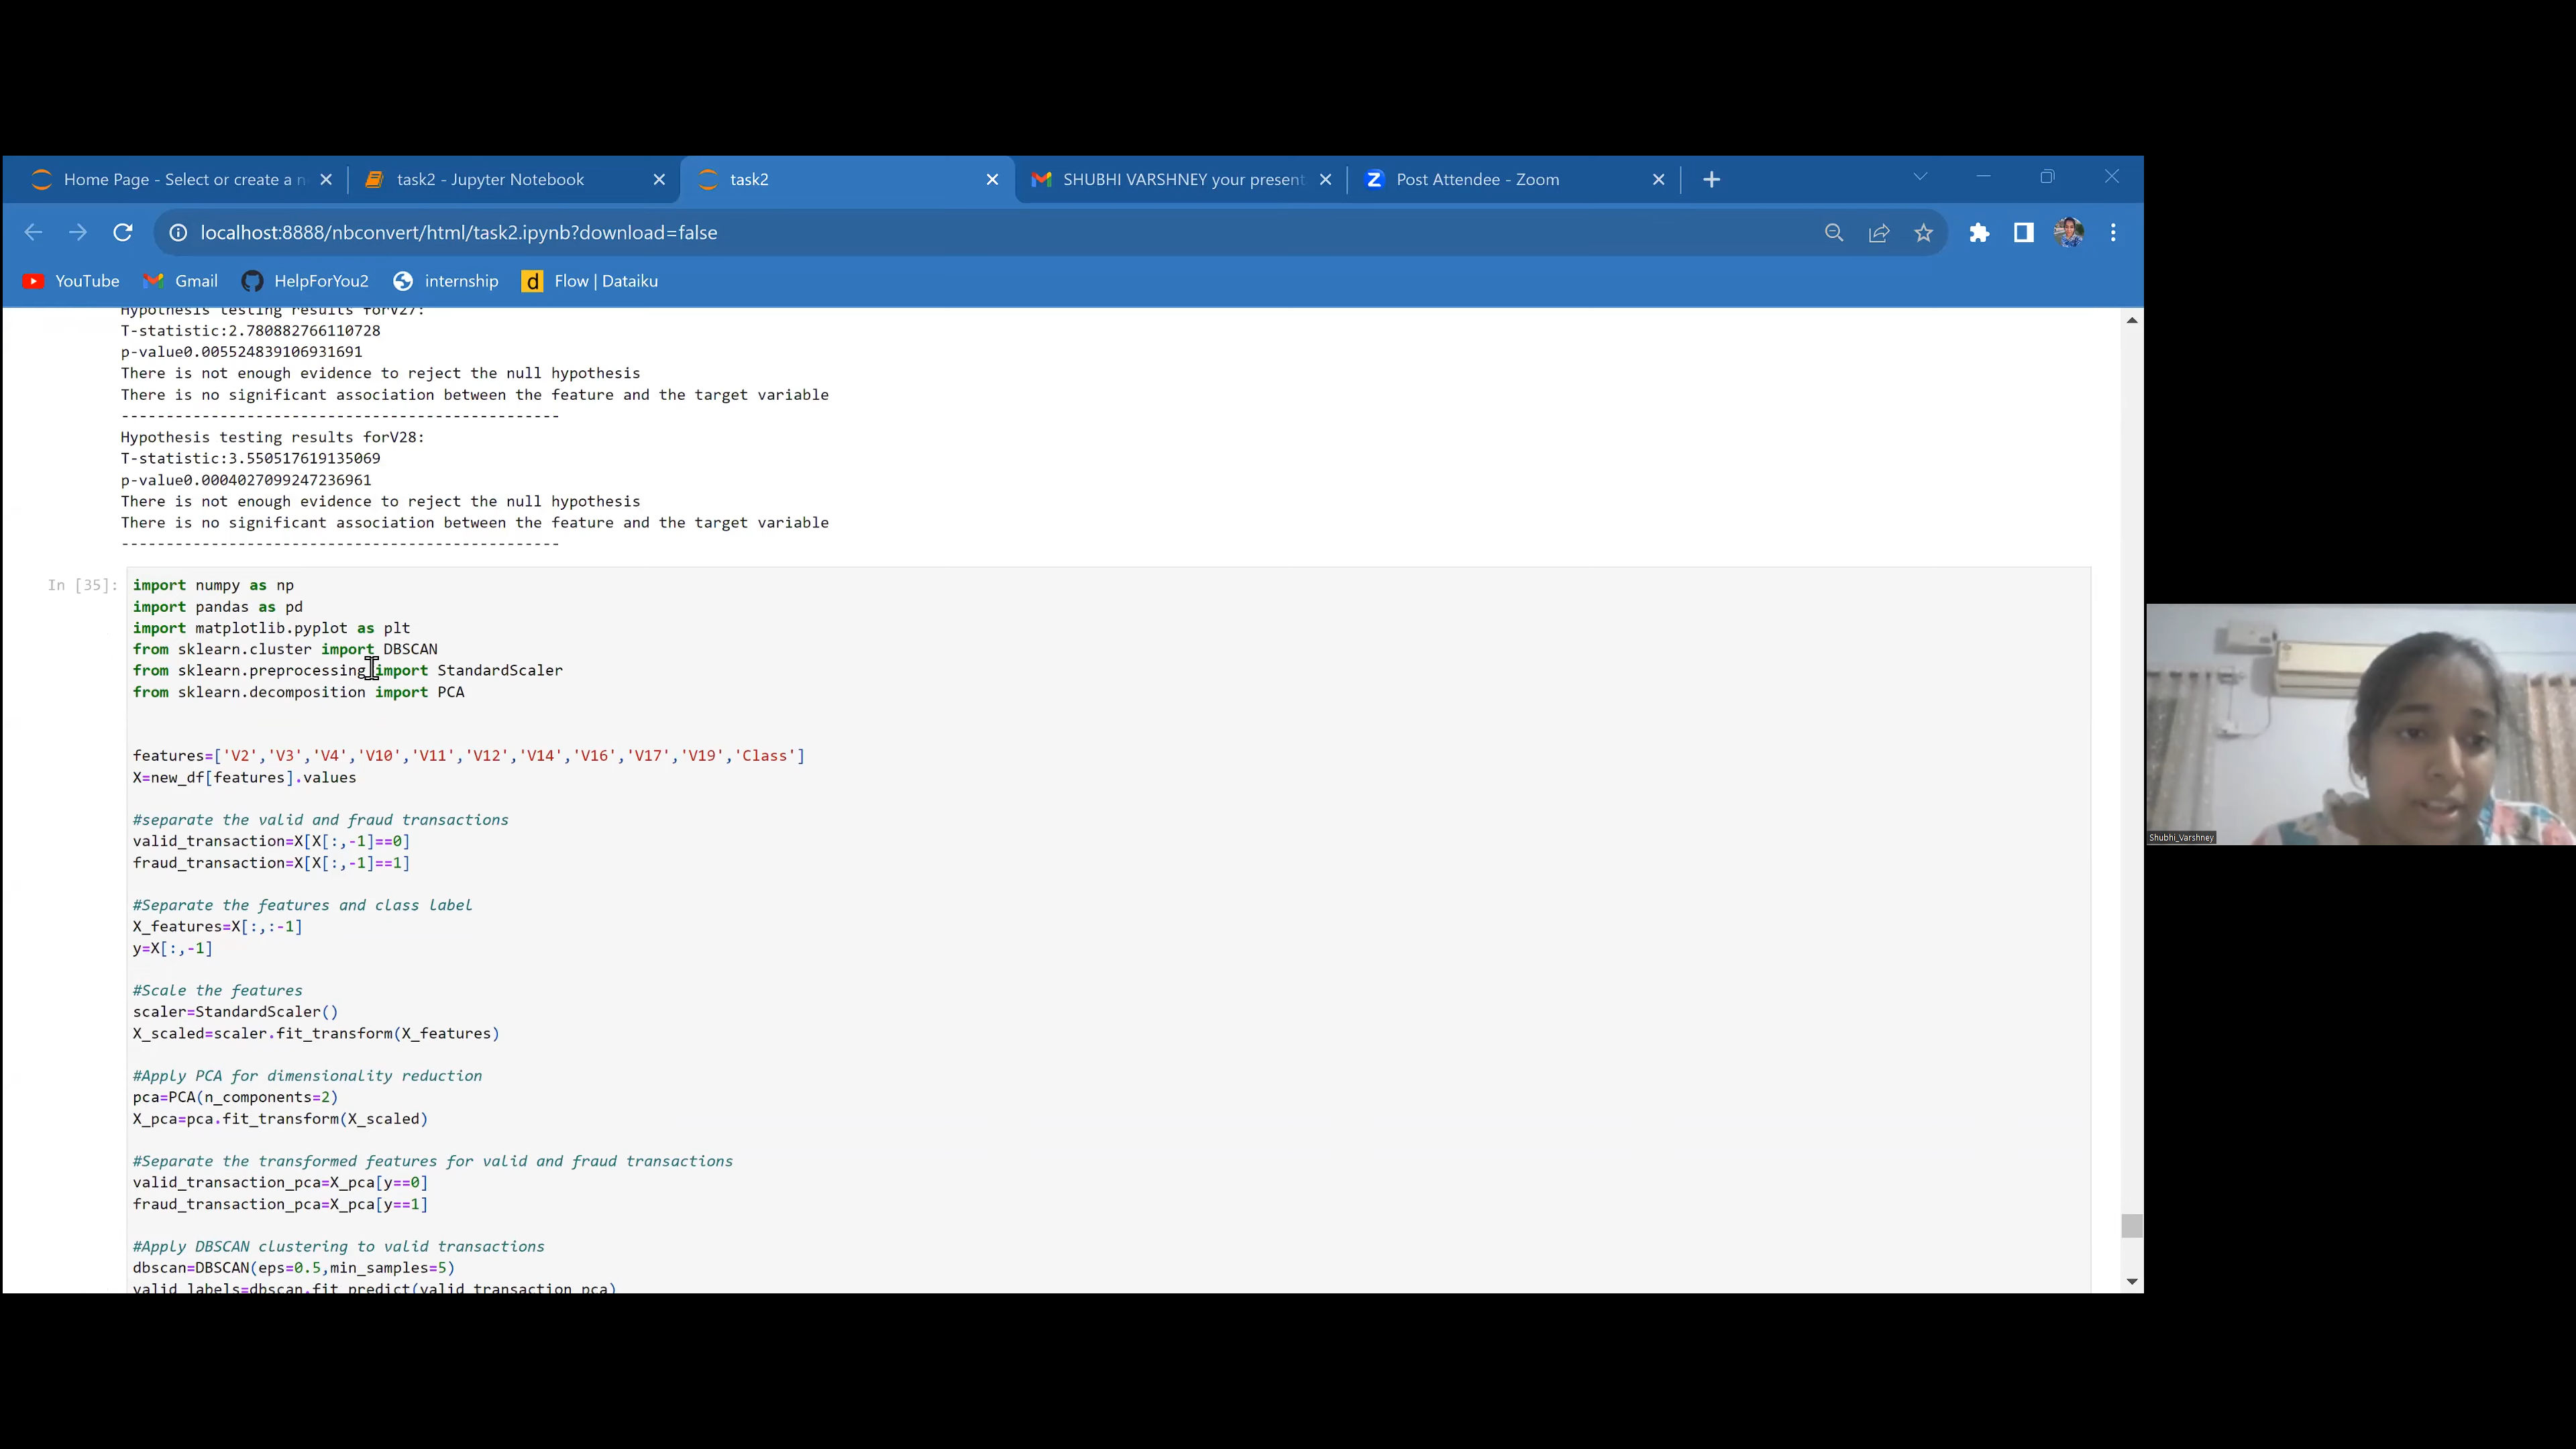 Home Page - Select or create a n
task2 - Jupyter Notebook
task2
SHUBHI VARSHNEY your present
Post Attendee - Zoom
localhost:8888/nbconvert/html/task2.ipynb?download=false
YouTube
Gmail
HelpForYou2
internship
Flow | Dataiku
Hypothesis testing results forV27:
T-statistic:2.780882766110728
p-value0.005524839106931691
There is not enough evidence to reject the null hypothesis
There is no significant association between the feature and the target variable
-------------------------------------------------
Hypothesis testing results forV28:
T-statistic:3.550517619135069
p-value0.0004027099247236961
There is not enough evidence to reject the null hypothesis
There is no significant association between the feature and the target variable
-------------------------------------------------
In [35]:
import numpy as np
import pandas as pd
import matplotlib.pyplot as plt
from sklearn.cluster import DBSCAN
from sklearn.preprocessing import StandardScaler
from sklearn.decomposition import PCA
features=['V2','V3','V4','V10','V11','V12','V14','V16','V17','V19','Class']
X=new_df[features].values
#separate the valid and fraud transactions
valid_transaction=X[X[:,-1]==0]
fraud_transaction=X[X[:,-1]==1]
#Separate the features and class label
X_features=X[:,:-1]
y=X[:,-1]
#Scale the features
scaler=StandardScaler()
X_scaled=scaler.fit_transform(X_features)
#Apply PCA for dimensionality reduction
pca=PCA(n_components=2)
X_pca=pca.fit_transform(X_scaled)
#Separate the transformed features for valid and fraud transactions
valid_transaction_pca=X_pca[y==0]
fraud_transaction_pca=X_pca[y==1]
#Apply DBSCAN clustering to valid transactions
dbscan=DBSCAN(eps=0.5,min_samples=5)
valid_labels=dbscan.fit_predict(valid_transaction_pca)
Shubhi_Varshney